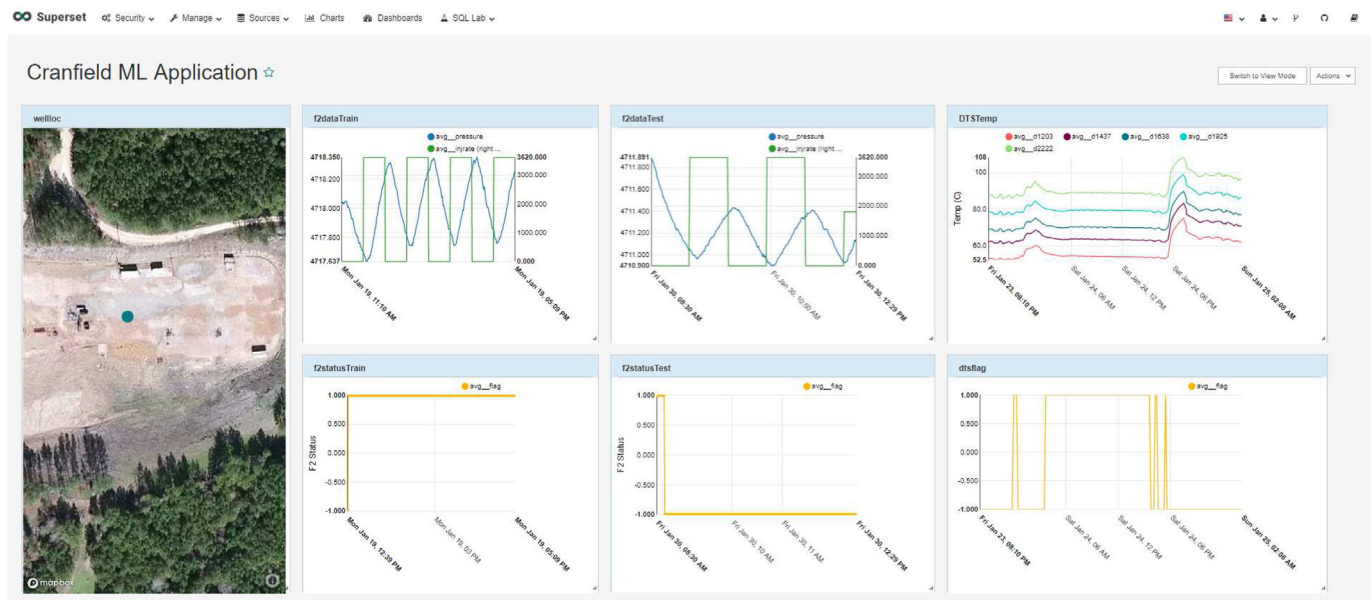 Superset Security Manage Sources Charts Dashboards SQL Lab
Cranfield ML Application
Switch to View Mode Actions
wellloc
mapbox
f2dataTrain
avg__pressure
avg__injrate (right ...
4718.350
4718.200
4718.000
4717.800
4717.637
3620.000
3000.000
2000.000
1000.000
0.000
Mon Jan 19, 11:10 AM
Mon Jan 19, 05:09 PM
f2dataTest
avg__pressure
avg__injrate (right ...
4711.891
4711.800
4711.600
4711.400
4711.200
4711.000
4710.900
3620.000
3000.000
2000.000
1000.000
0.000
Fri Jan 30, 08:30 AM
Fri Jan 30, 10:50 AM
Fri Jan 30, 12:29 PM
DTSTemp
avg__d1203 avg__d1437 avg__d1638 avg__d1925
avg__d2222
Temp (C)
108
100
80.0
60.0
52.5
Fri Jan 23, 08:10 PM
Sat Jan 24, 06 AM
Sat Jan 24, 12 PM
Sat Jan 24, 06 PM
Sun Jan 25, 02:08 AM
f2statusTrain
avg__flag
F2 Status
1.000
0.500
0.000
-0.500
-1.000
Mon Jan 19, 12:39 PM
Mon Jan 19, 03 PM
Mon Jan 19, 05:09 PM
f2statusTest
avg__flag
F2 Status
1.000
0.500
0.000
-0.500
-1.000
Fri Jan 30, 08:30 AM
Fri Jan 30, 10 AM
Fri Jan 30, 11 AM
Fri Jan 30, 12:29 PM
dtsflag
avg__flag
1.000
0.500
0.000
-0.500
-1.000
Fri Jan 23, 08:10 PM
Sat Jan 24, 06 AM
Sat Jan 24, 12 PM
Sat Jan 24, 06 PM
Sun Jan 25, 02:08 AM